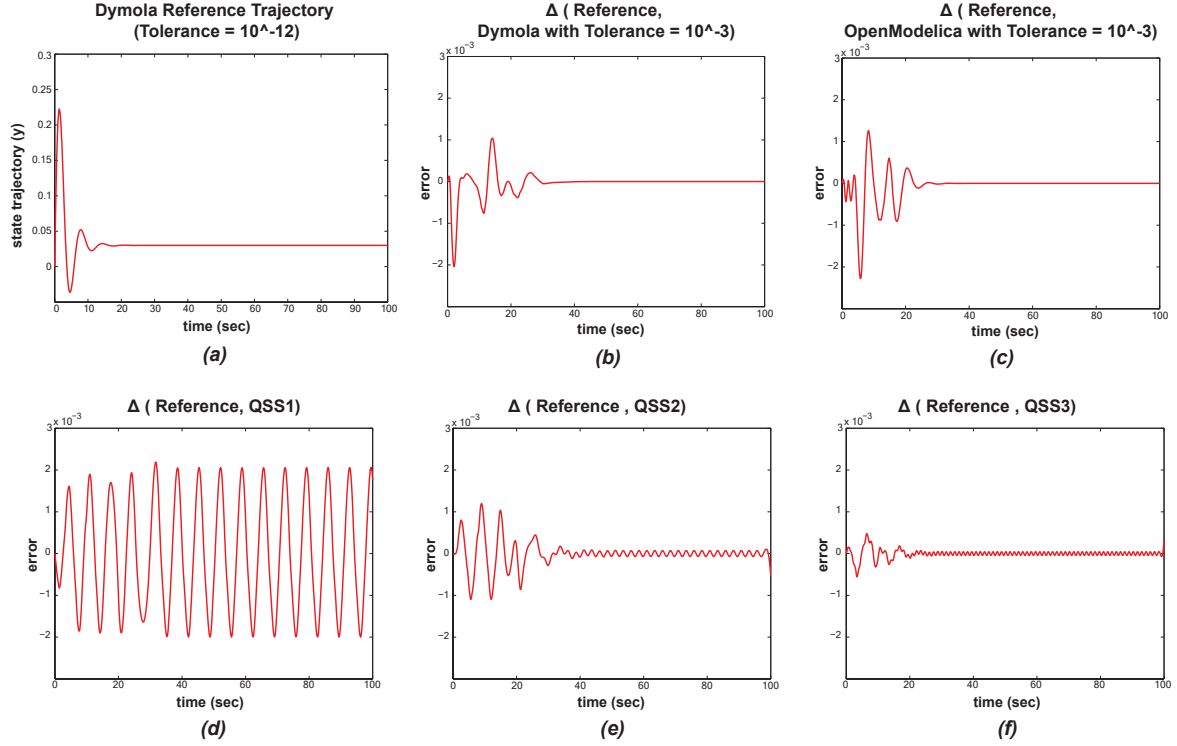 Dymola Reference Trajectory
(Tolerance = 10^-12)
0.3
0.25
0.2
0.15
0.1
0.05
0
state trajectory (y)
0 10 20 30 40 50 60 70 80 90 100
time (sec)
(a)
Δ ( Reference,
Dymola with Tolerance = 10^-3)
3 x 10^-3
2
1
0
−1
−2
error
0 20 40 60 80 100
time (sec)
(b)
Δ ( Reference,
OpenModelica with Tolerance = 10^-3)
3 x 10^-3
2
1
0
−1
−2
error
0 20 40 60 80 100
time (sec)
(c)
Δ ( Reference, QSS1)
3 x 10^-3
2
1
0
−1
−2
error
0 20 40 60 80 100
time (sec)
(d)
Δ ( Reference , QSS2)
3 x 10^-3
2
1
0
−1
−2
error
0 20 40 60 80 100
time (sec)
(e)
Δ ( Reference , QSS3)
3 x 10^-3
2
1
0
−1
−2
error
0 20 40 60 80 100
time (sec)
(f)